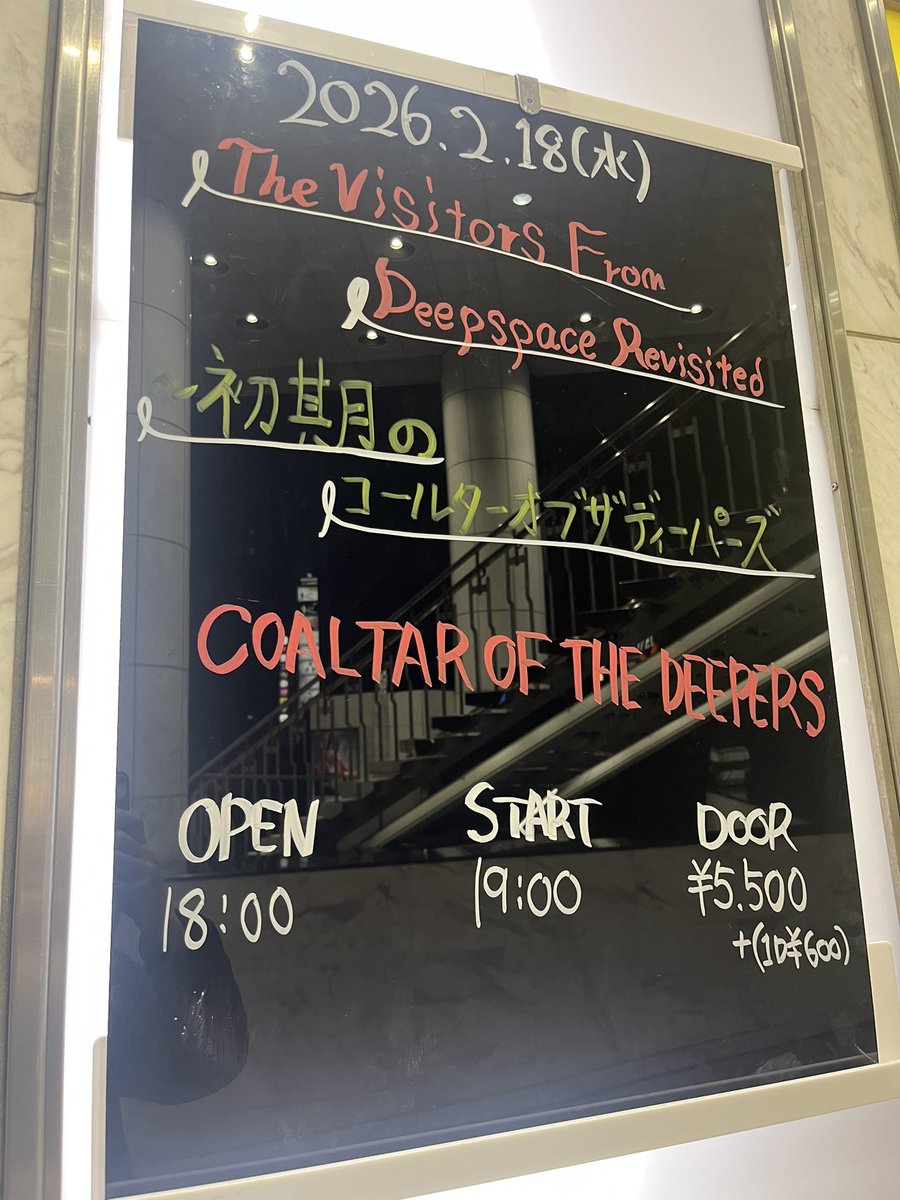 2026.2.18(水)
The Visitors From
Deepspace Revisited
~初期の
コールターオブザディーパーズ
COALTAR OF THE DEEPERS
OPEN START DOOR
18:00 19:00 ¥5.500
+(1D¥600)